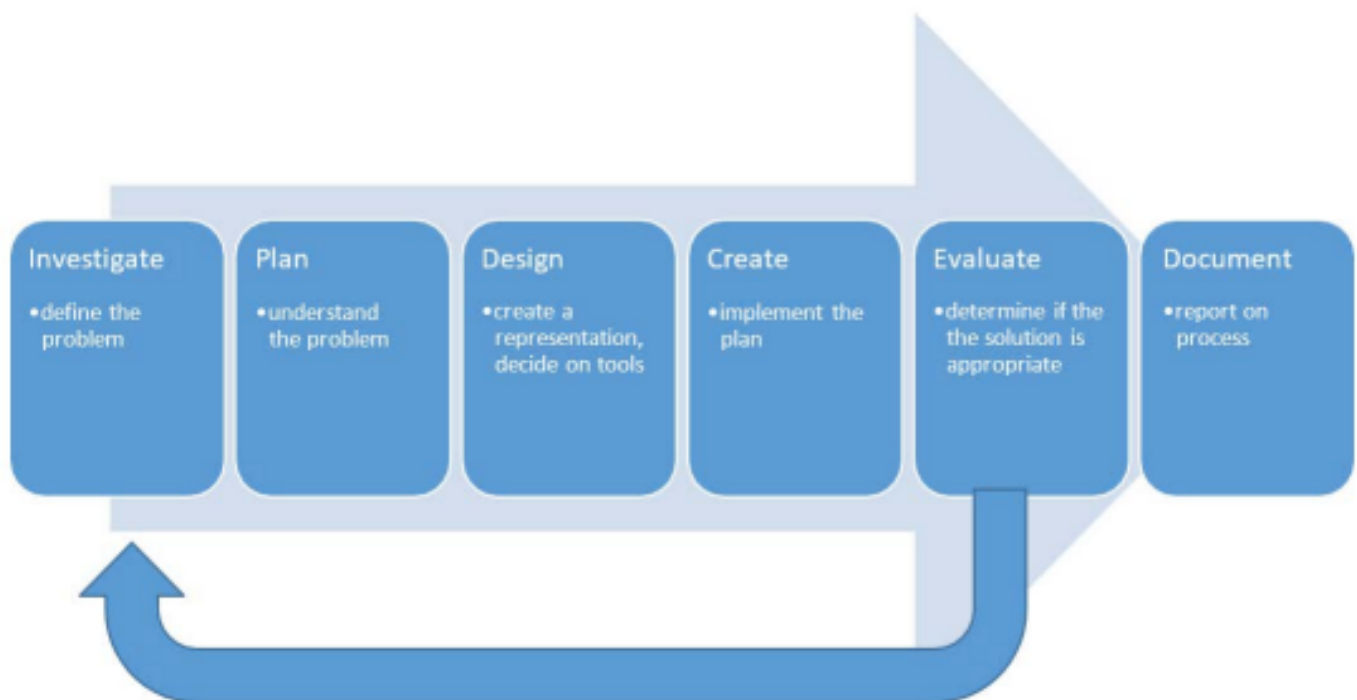 Investigate
•define the
problem
Plan
•understand
the problem
Design
•create a
representation,
decide on tools
Create
•implement the
plan
Evaluate
•determine if the
the solution is
appropriate
Document
•report on
process